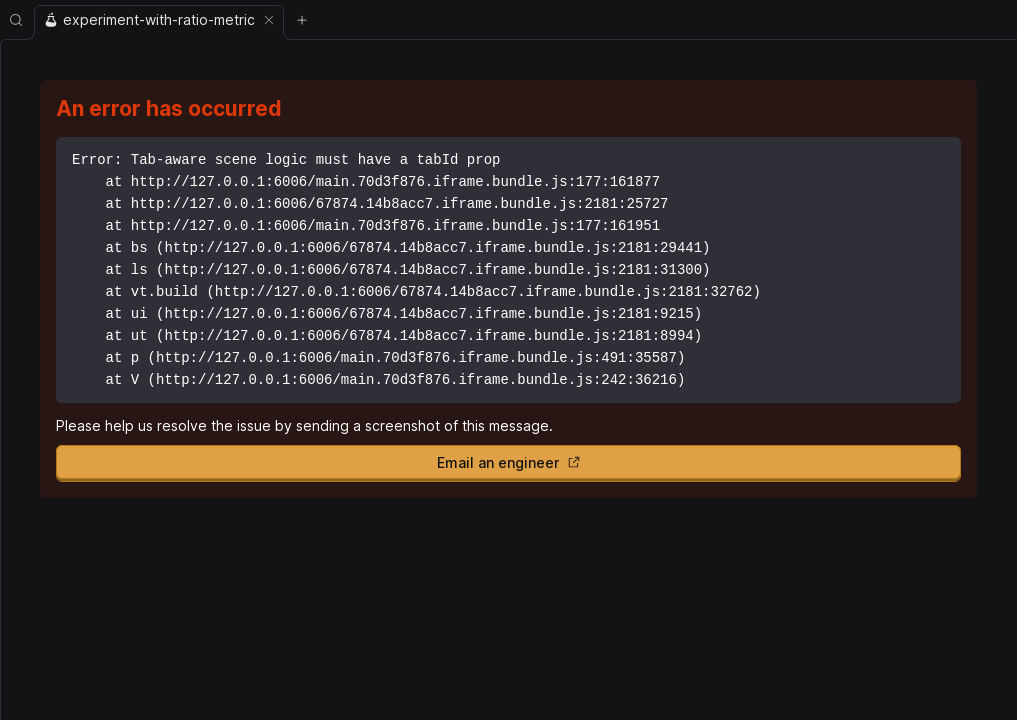 experiment-with-ratio-metric
An error has occurred
Error: Tab-aware scene logic must have a tabId prop
    at http://127.0.0.1:6006/main.70d3f876.iframe.bundle.js:177:161877
    at http://127.0.0.1:6006/67874.14b8acc7.iframe.bundle.js:2181:25727
    at http://127.0.0.1:6006/main.70d3f876.iframe.bundle.js:177:161951
    at bs (http://127.0.0.1:6006/67874.14b8acc7.iframe.bundle.js:2181:29441)
    at ls (http://127.0.0.1:6006/67874.14b8acc7.iframe.bundle.js:2181:31300)
    at vt.build (http://127.0.0.1:6006/67874.14b8acc7.iframe.bundle.js:2181:32762)
    at ui (http://127.0.0.1:6006/67874.14b8acc7.iframe.bundle.js:2181:9215)
    at ut (http://127.0.0.1:6006/67874.14b8acc7.iframe.bundle.js:2181:8994)
    at p (http://127.0.0.1:6006/main.70d3f876.iframe.bundle.js:491:35587)
    at V (http://127.0.0.1:6006/main.70d3f876.iframe.bundle.js:242:36216)
Please help us resolve the issue by sending a screenshot of this message.
Email an engineer